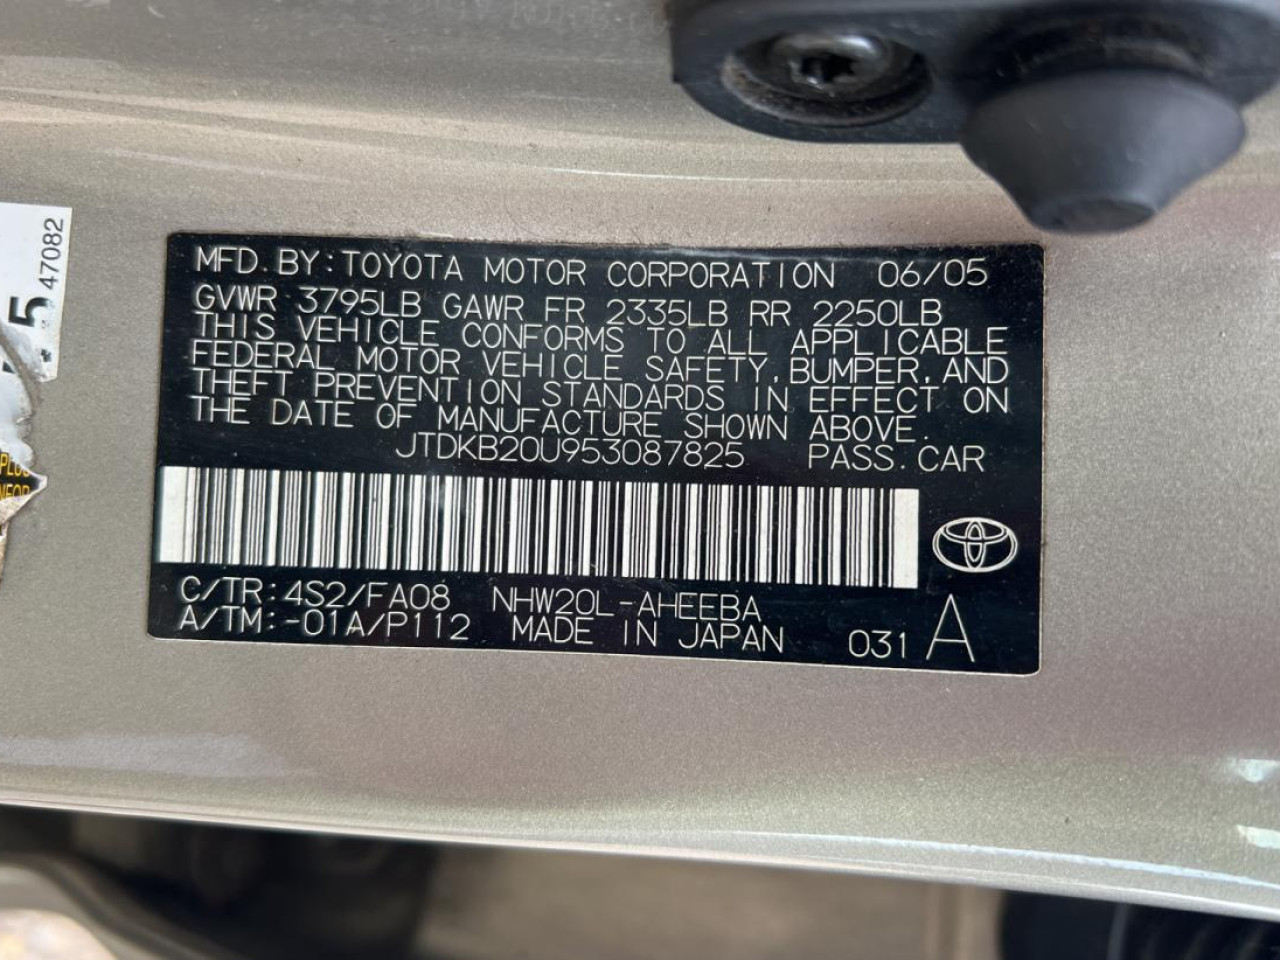 MFD. BY: TOYOTA MOTOR CORPORATION 06/05
GVWR 3795LB GAWR FR 2335LB RR 2250LB
THIS VEHICLE CONFORMS TO ALL APPLICABLE
FEDERAL MOTOR VEHICLE SAFETY, BUMPER, AND
THEFT PREVENTION STANDARDS IN EFFECT ON
THE DATE OF MANUFACTURE SHOWN ABOVE.
JTDKB20U953087825 PASS. CAR
C/TR: 4S2/FA08 NHW20L-AHEEBA
A/TM: -01A/P112 MADE IN JAPAN 031 A
47082
5